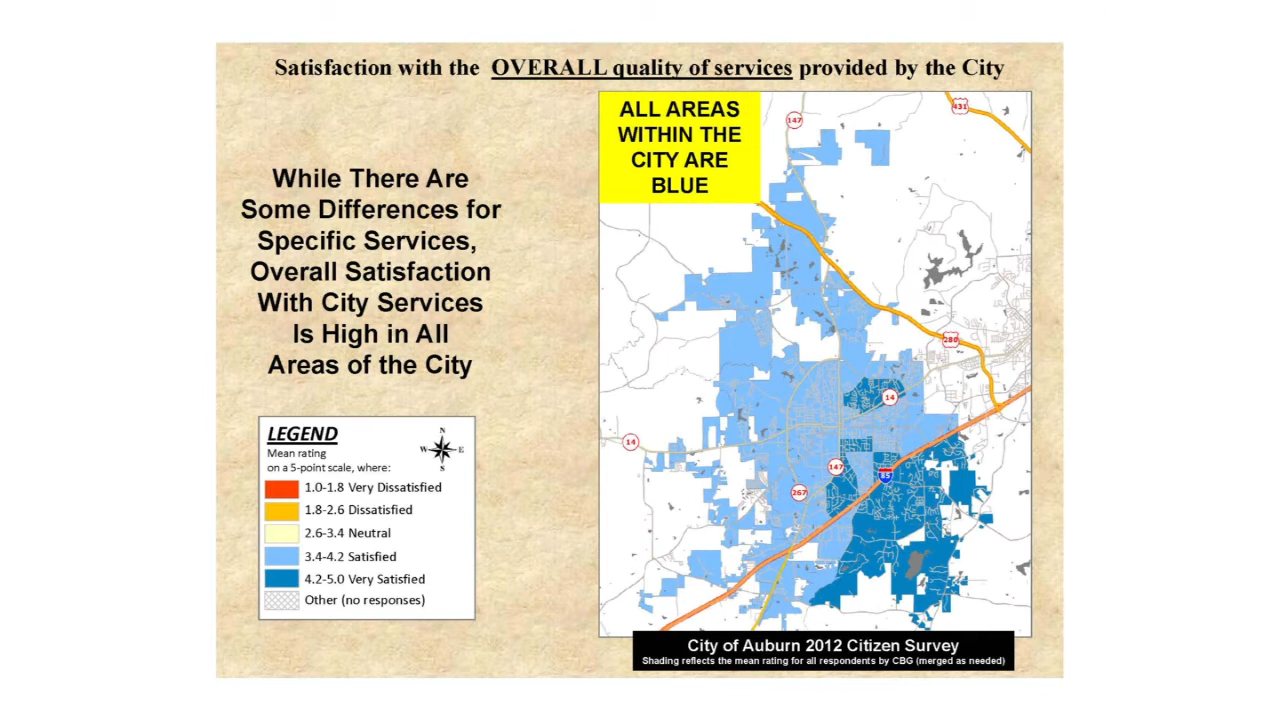 Satisfaction with the OVERALL quality of services provided by the City
While There Are
Some Differences for
Specific Services,
Overall Satisfaction
With City Services
Is High in All
Areas of the City
LEGEND
Mean rating
on a 5-point scale, where:
N
W E
S
1.0-1.8 Very Dissatisfied
1.8-2.6 Dissatisfied
2.6-3.4 Neutral
3.4-4.2 Satisfied
4.2-5.0 Very Satisfied
Other (no responses)
ALL AREAS
WITHIN THE
CITY ARE
BLUE
431
147
280
14
14
147
85
267
City of Auburn 2012 Citizen Survey
Shading reflects the mean rating for all respondents by CBG (merged as needed)